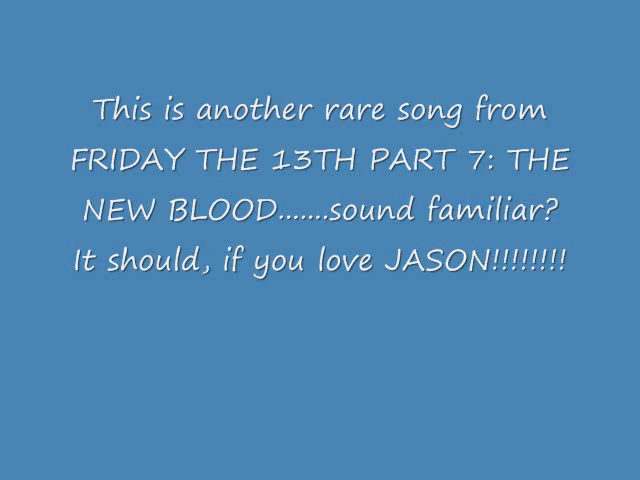 This is another rare song from
FRIDAY THE 13TH PART 7: THE
NEW BLOOD.......sound familiar?
It should, if you love JASON!!!!!!!!